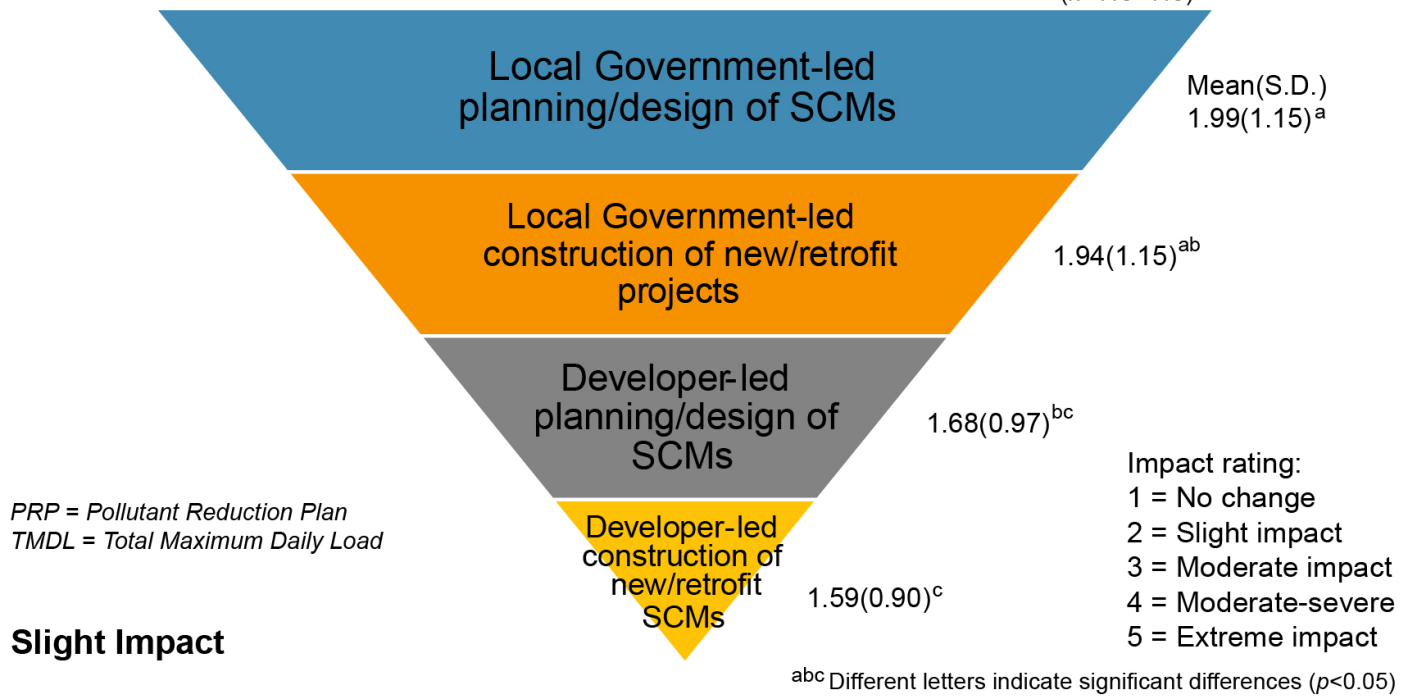 Local Government-led
planning/design of SCMs
Mean(S.D.)
1.99(1.15)ᵃ
Local Government-led
construction of new/retrofit
projects
1.94(1.15)ᵃᵇ
Developer-led
planning/design of
SCMs
1.68(0.97)ᵇᶜ
Impact rating:
1 = No change
2 = Slight impact
3 = Moderate impact
4 = Moderate-severe
5 = Extreme impact
PRP = Pollutant Reduction Plan
TMDL = Total Maximum Daily Load
Developer-led
construction of
new/retrofit
SCMs
1.59(0.90)ᶜ
Slight Impact
ᵃᵇᶜ Different letters indicate significant differences (p<0.05)